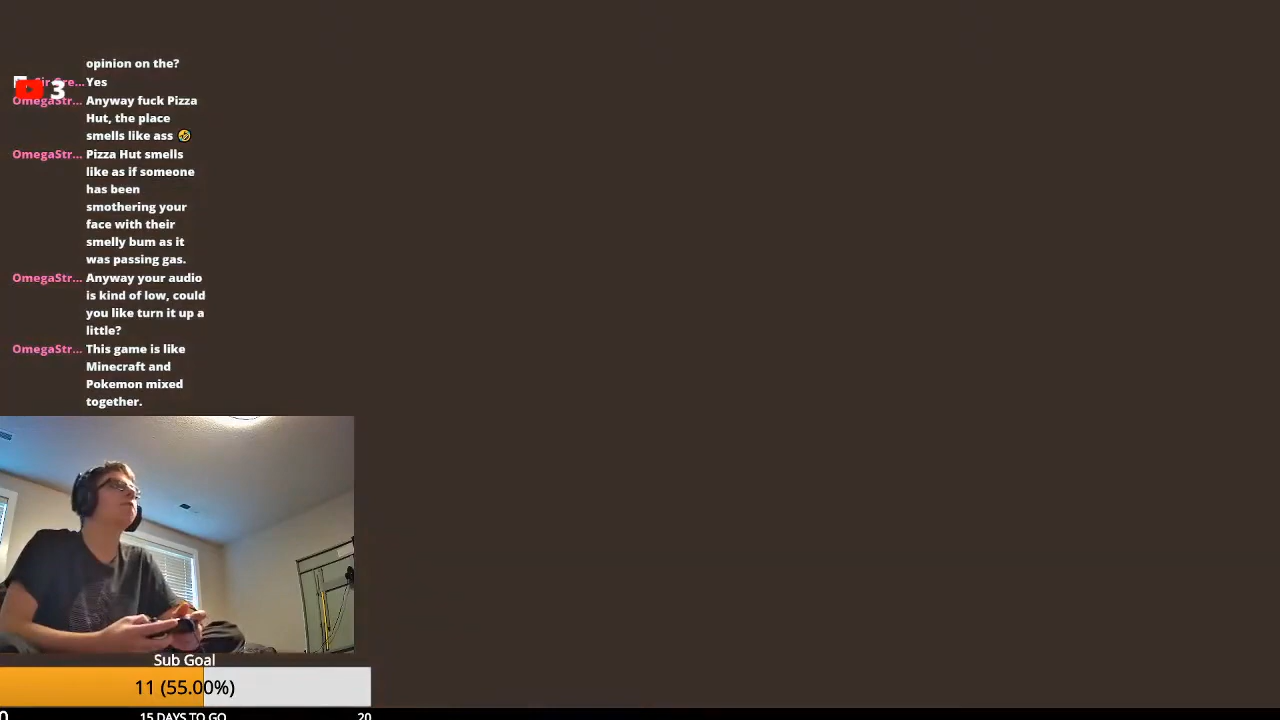 opinion on the?
Yes
3
OmegaStr... Anyway fuck Pizza
Hut, the place
smells like ass 🤣
OmegaStr... Pizza Hut smells
like as if someone
has been
smothering your
face with their
smelly bum as it
was passing gas.
OmegaStr... Anyway your audio
is kind of low, could
you like turn it up a
little?
OmegaStr... This game is like
Minecraft and
Pokemon mixed
together.
Sub Goal
11 (55.00%)
0 15 DAYS TO GO 20